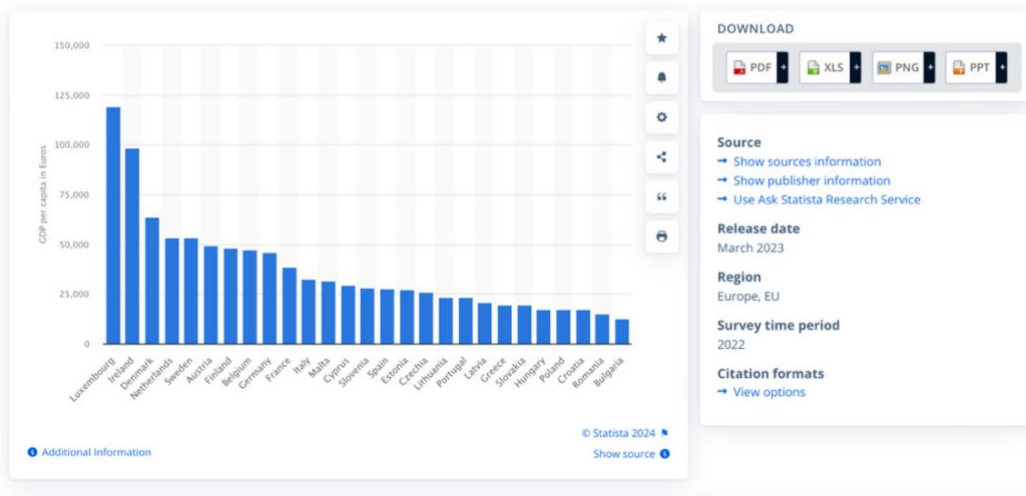 150,000
125,000
100,000
75,000
50,000
25,000
0
GDP per capita in Euros
Luxembourg
Ireland
Denmark
Netherlands
Sweden
Austria
Finland
Belgium
Germany
France
Italy
Malta
Cyprus
Slovenia
Spain
Estonia
Czechia
Lithuania
Portugal
Latvia
Greece
Slovakia
Hungary
Poland
Croatia
Romania
Bulgaria
© Statista 2024
Additional Information
Show source
DOWNLOAD
PDF + XLS + PNG + PPT +
Source
→ Show sources information
→ Show publisher information
→ Use Ask Statista Research Service
Release date
March 2023
Region
Europe, EU
Survey time period
2022
Citation formats
→ View options